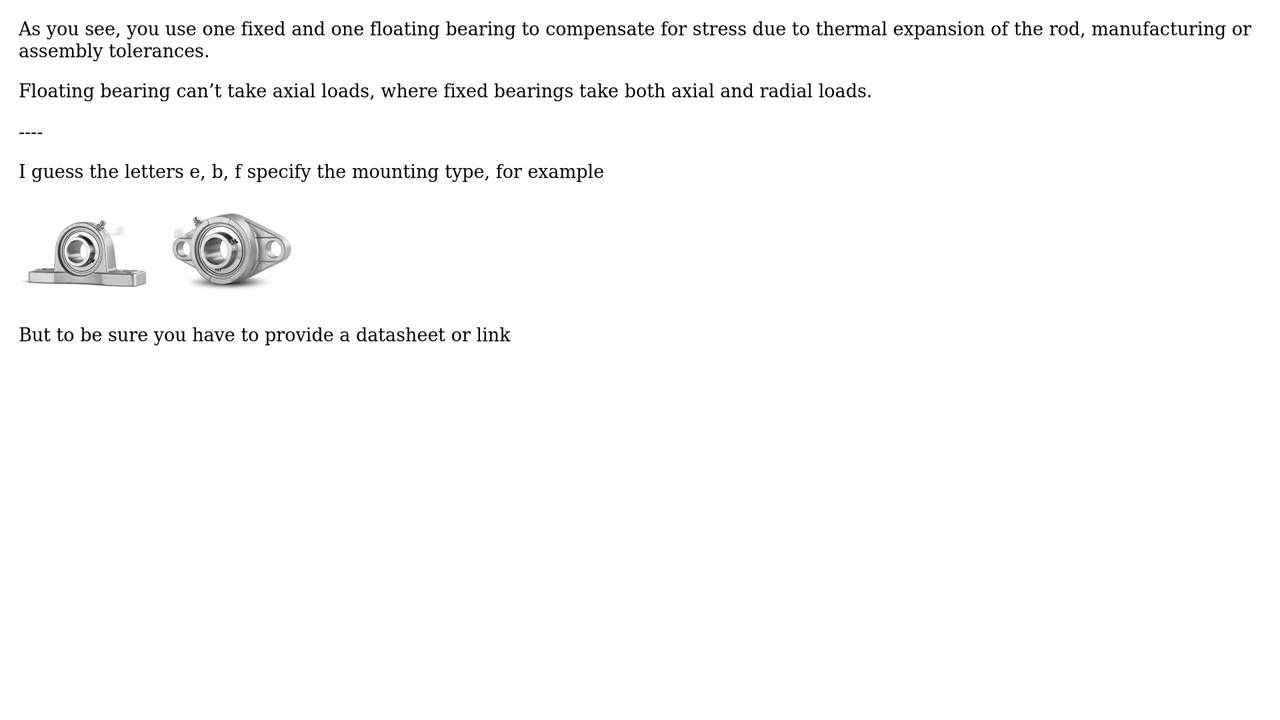 As you see, you use one fixed and one floating bearing to compensate for stress due to thermal expansion of the rod, manufacturing or
assembly tolerances.
Floating bearing can’t take axial loads, where fixed bearings take both axial and radial loads.
----
I guess the letters e, b, f specify the mounting type, for example
But to be sure you have to provide a datasheet or link